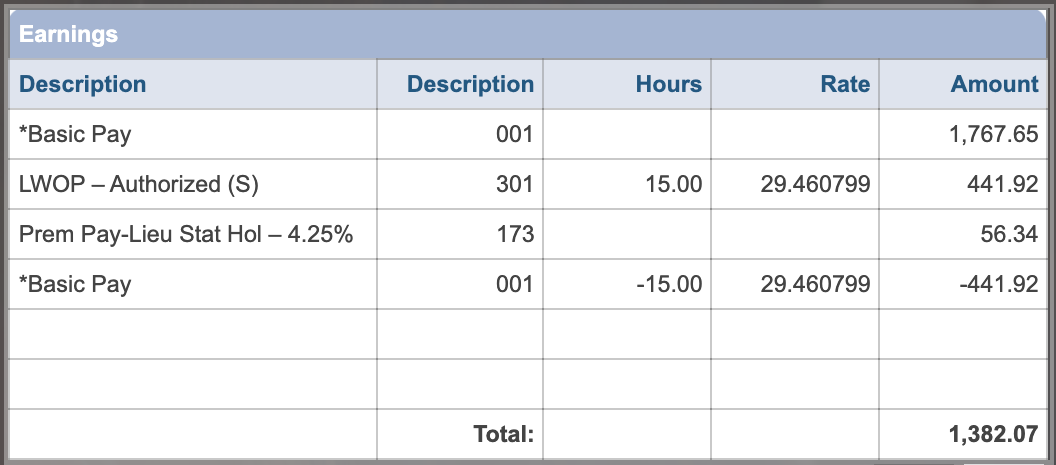 Earnings
Description Description Hours Rate Amount
*Basic Pay 001 1,767.65
LWOP – Authorized (S) 301 15.00 29.460799 441.92
Prem Pay-Lieu Stat Hol – 4.25% 173 56.34
*Basic Pay 001 -15.00 29.460799 -441.92
Total: 1,382.07